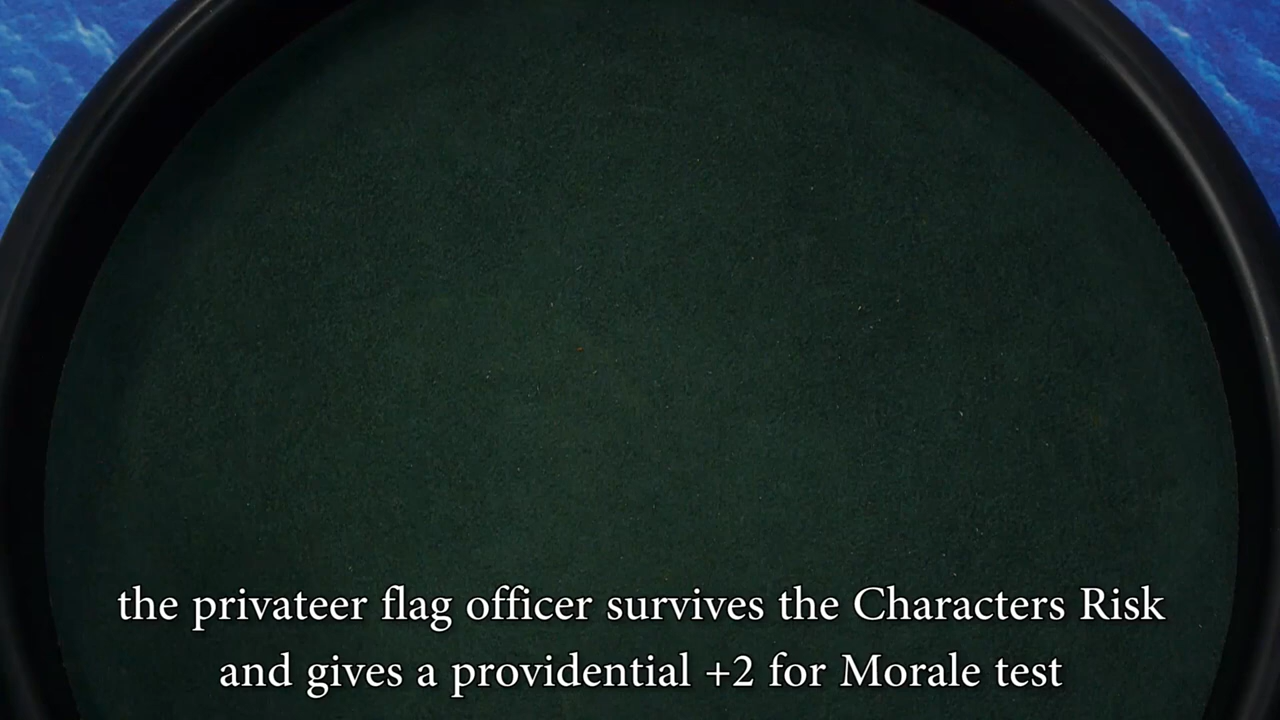 the privateer flag officer survives the Characters Risk
and gives a providential +2 for Morale test